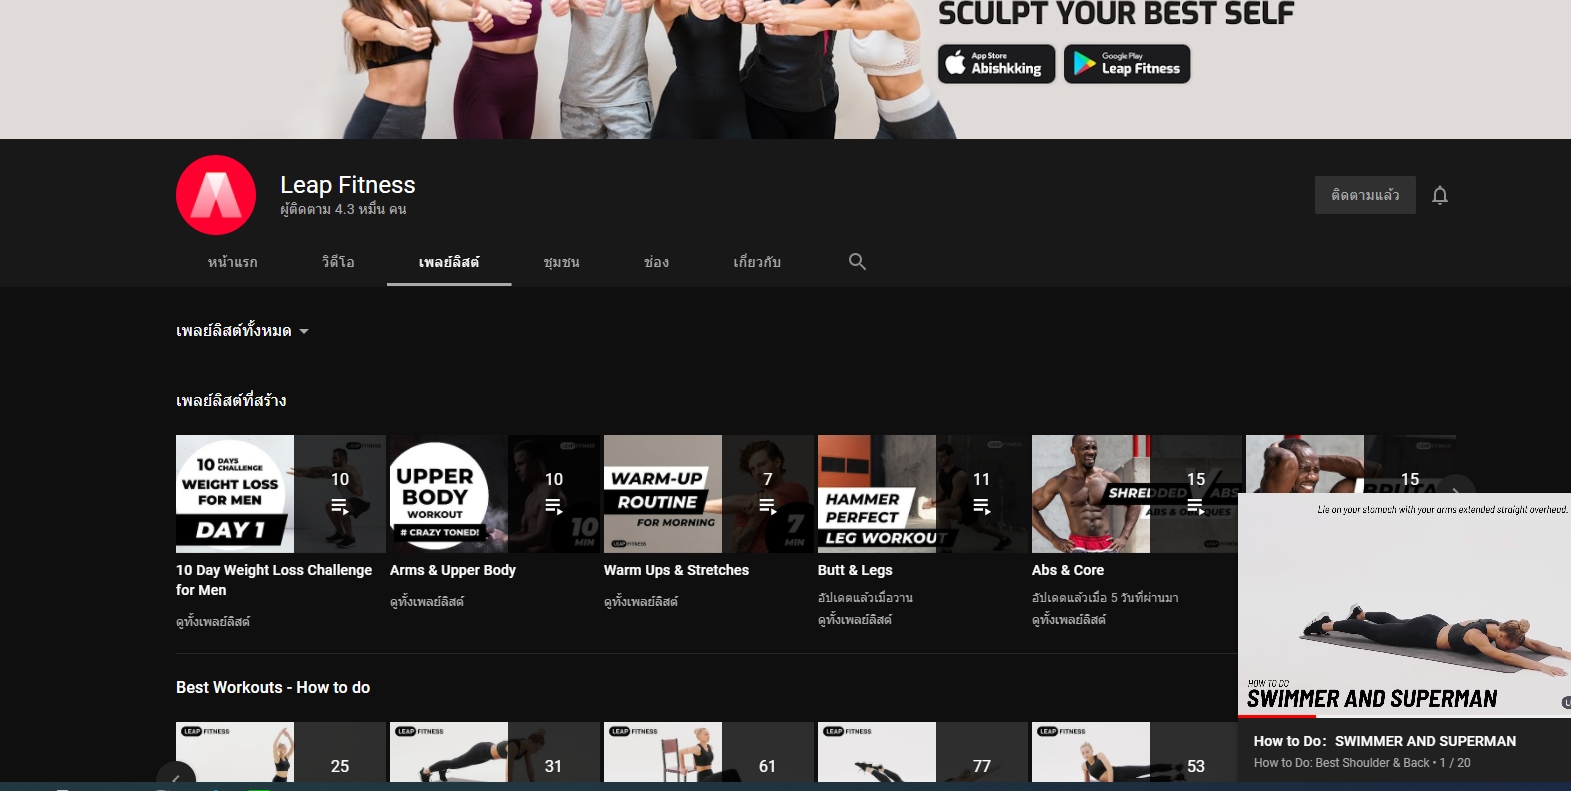 SCULPT YOUR BEST SELF
App Store
Abishkking
Google Play
Leap Fitness
Leap Fitness
ผู้ติดตาม 4.3 หมื่น คน
ติดตามแล้ว
หน้าแรก
วิดีโอ
เพลย์ลิสต์
ชุมชน
ช่อง
เกี่ยวกับ
เพลย์ลิสต์ทั้งหมด
เพลย์ลิสต์ที่สร้าง
10 DAYS
CHALLENGE
WEIGHT LOSS
FOR MEN
DAY 1
10
10 Day Weight Loss Challenge
for Men
ดูทั้งเพลย์ลิสต์
UPPER
BODY
WORKOUT
# CRAZY TONED!
10
MIN
10
Arms & Upper Body
ดูทั้งเพลย์ลิสต์
WARM-UP
ROUTINE
FOR MORNING
LEAP FITNESS
7
MIN
7
Warm Ups & Stretches
ดูทั้งเพลย์ลิสต์
HAMMER
PERFECT
LEG WORKOUT
11
Butt & Legs
อัปเดตแล้วเมื่อวาน
ดูทั้งเพลย์ลิสต์
SHREDDED ABS
ABS & OBLIQUES
15
Abs & Core
อัปเดตแล้วเมื่อ 5 วันที่ผ่านมา
ดูทั้งเพลย์ลิสต์
15
Lie on your stomach with your arms extended straight overhead.
HOW TO DO
SWIMMER AND SUPERMAN
How to Do：SWIMMER AND SUPERMAN
How to Do: Best Shoulder & Back • 1 / 20
Best Workouts - How to do
LEAP FITNESS
25
LEAP FITNESS
31
LEAP FITNESS
61
LEAP FITNESS
77
LEAP FITNESS
53